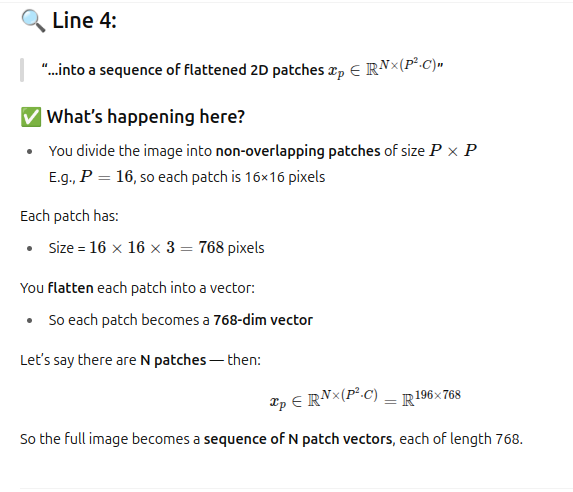 🔍 Line 4:
“...into a sequence of flattened 2D patches xₚ ∈ ℝ^{N×(P²·C)}”
✅ What’s happening here?
• You divide the image into non-overlapping patches of size P × P
E.g., P = 16, so each patch is 16×16 pixels
Each patch has:
• Size = 16 × 16 × 3 = 768 pixels
You flatten each patch into a vector:
• So each patch becomes a 768-dim vector
Let’s say there are N patches — then:
xₚ ∈ ℝ^{N×(P²·C)} = ℝ^{196×768}
So the full image becomes a sequence of N patch vectors, each of length 768.